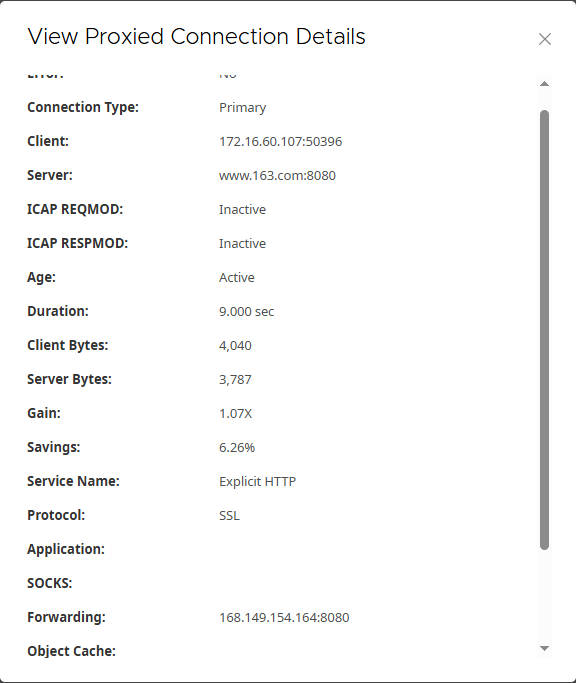 View Proxied Connection Details
Error: No
Connection Type: Primary
Client: 172.16.60.107:50396
Server: www.163.com:8080
ICAP REQMOD: Inactive
ICAP RESPMOD: Inactive
Age: Active
Duration: 9.000 sec
Client Bytes: 4,040
Server Bytes: 3,787
Gain: 1.07X
Savings: 6.26%
Service Name: Explicit HTTP
Protocol: SSL
Application:
SOCKS:
Forwarding: 168.149.154.164:8080
Object Cache: